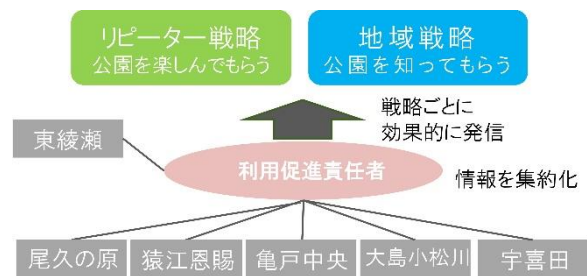 リピーター戦略
公園を楽しんでもらう
地域戦略
公園を知ってもらう
戦略ごとに
効果的に発信
東綾瀬
利用促進責任者
情報を集約化
尾久の原
猿江恩賜
亀戸中央
大島小松川
宇喜田